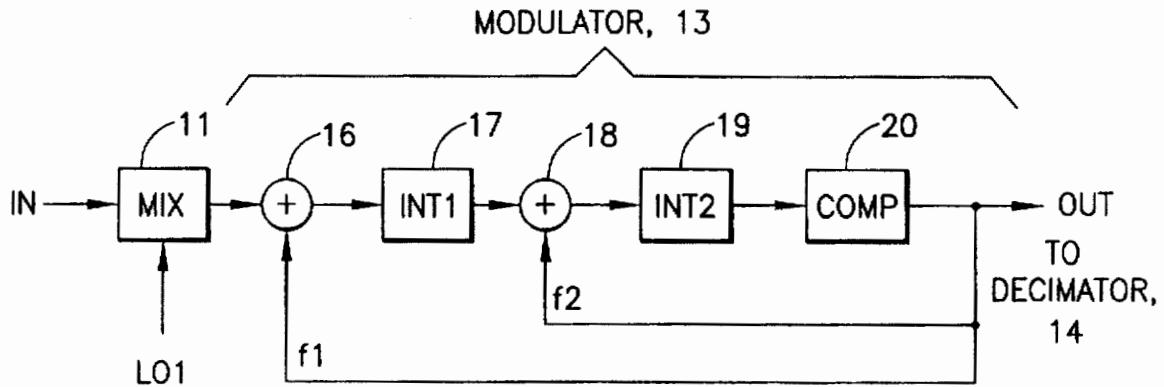 MODULATOR, 13
11
16
17
18
19
20
IN
MIX
+
INT1
+
INT2
COMP
OUT
TO
DECIMATOR,
14
f2
f1
LO1